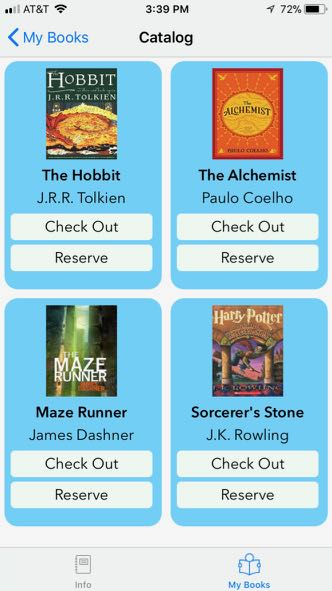 AT&T
3:39 PM
72%
My Books
Catalog
HOBBIT
J.R.R. TOLKIEN
The Hobbit
J.R.R. Tolkien
Check Out
Reserve
The
ALCHEMIST
PAULO COELHO
The Alchemist
Paulo Coelho
Check Out
Reserve
THE
MAZE
RUNNER
Maze Runner
James Dashner
Check Out
Reserve
Harry Potter
J.K. ROWLING
Sorcerer's Stone
J.K. Rowling
Check Out
Reserve
Info
My Books